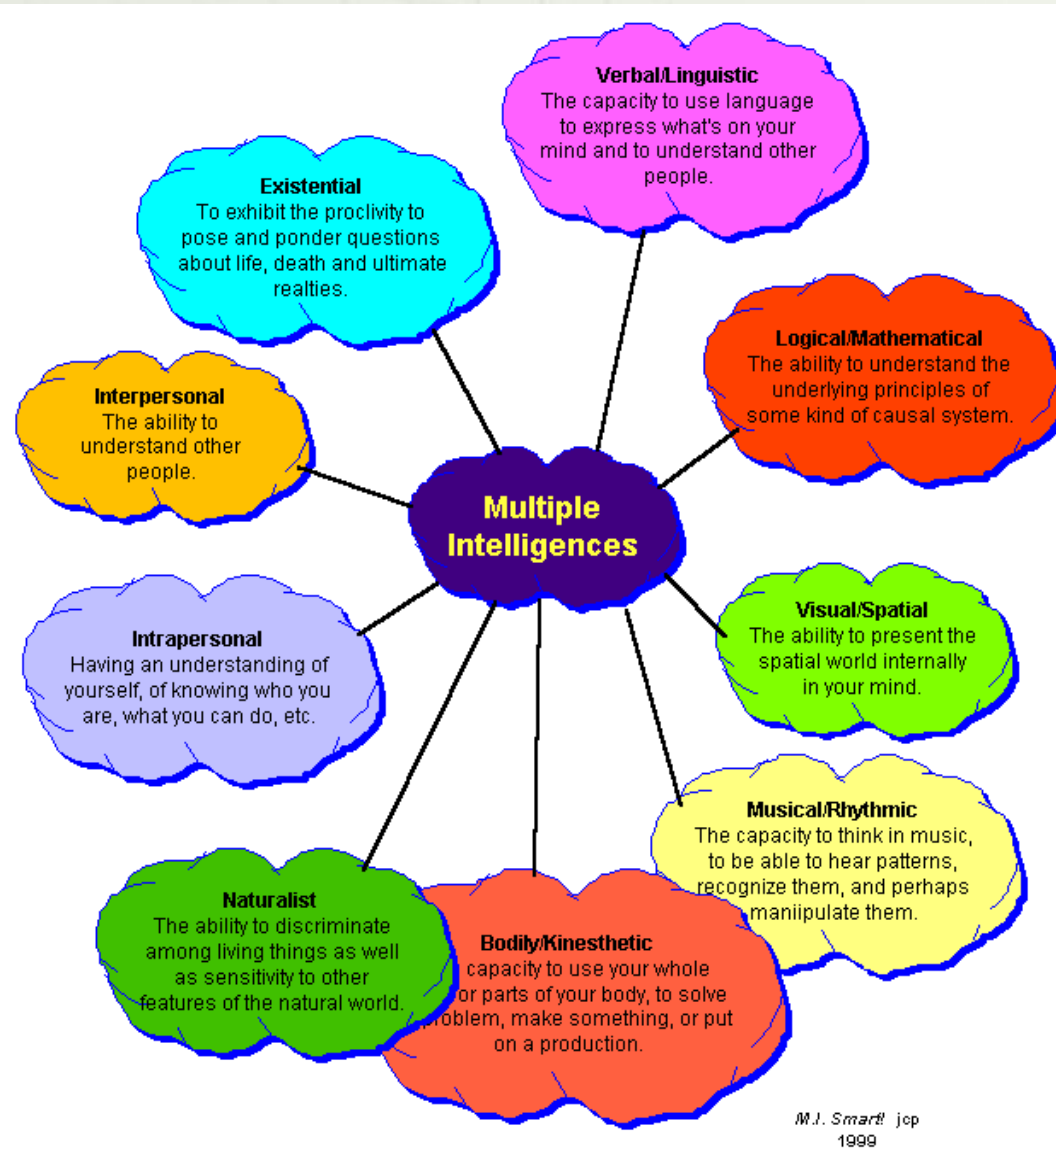 Verbal/Linguistic
The capacity to use language
to express what's on your
mind and to understand other
people.
Existential
To exhibit the proclivity to
pose and ponder questions
about life, death and ultimate
realties.
Logical/Mathematical
The ability to understand the
underlying principles of
some kind of causal system.
Interpersonal
The ability to
understand other
people.
Multiple
Intelligences
Visual/Spatial
The ability to present the
spatial world internally
in your mind.
Intrapersonal
Having an understanding of
yourself, of knowing who you
are, what you can do, etc.
Musical/Rhythmic
The capacity to think in music,
to be able to hear patterns,
recognize them, and perhaps
maniipulate them.
Naturalist
The ability to discriminate
among living things as well
as sensitivity to other
features of the natural world.
Bodily/Kinesthetic
capacity to use your whole
or parts of your body, to solve
problem, make something, or put
on a production.
M.I. Smart! jcp
1999